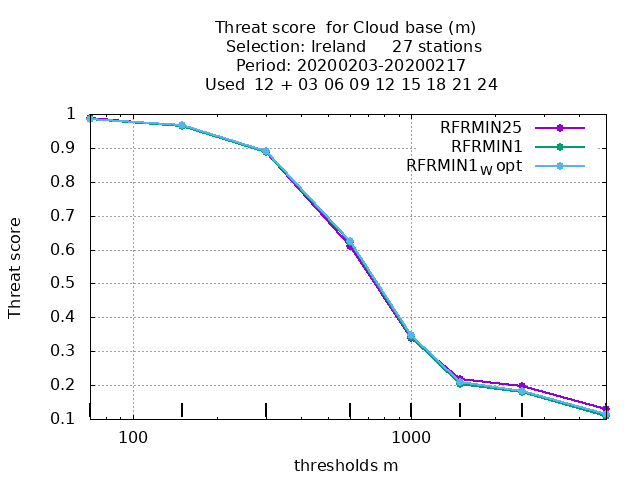 Threat score  for Cloud base (m)
Selection: Ireland     27 stations
Period: 20200203-20200217
Used  12 + 03 06 09 12 15 18 21 24
RFRMIN25
RFRMIN1
RFRMIN1W opt
1
0.9
0.8
0.7
0.6
0.5
0.4
0.3
0.2
0.1
Threat score
100
1000
thresholds m